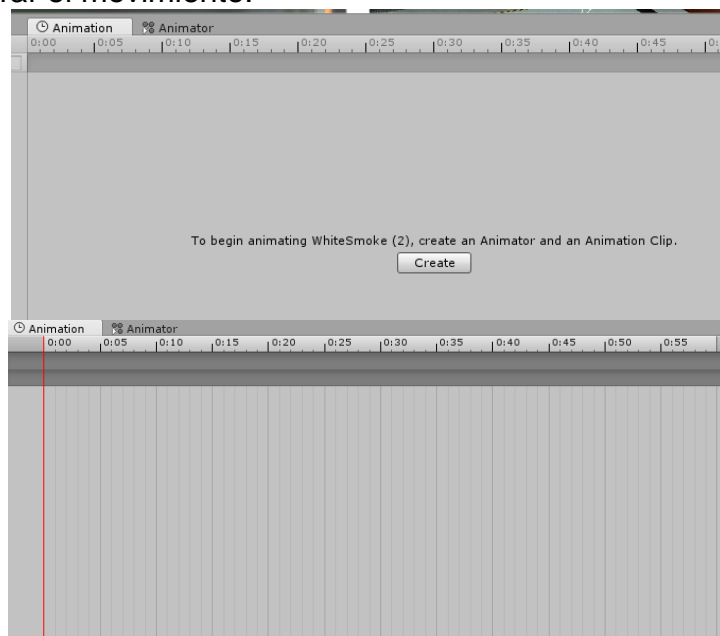 el movimiento.
Animation Animator
0:00 0:05 0:10 0:15 0:20 0:25 0:30 0:35 0:40 0:45
To begin animating WhiteSmoke (2), create an Animator and an Animation Clip.
Create
Animation Animator
0:00 0:05 0:10 0:15 0:20 0:25 0:30 0:35 0:40 0:45 0:50 0:55